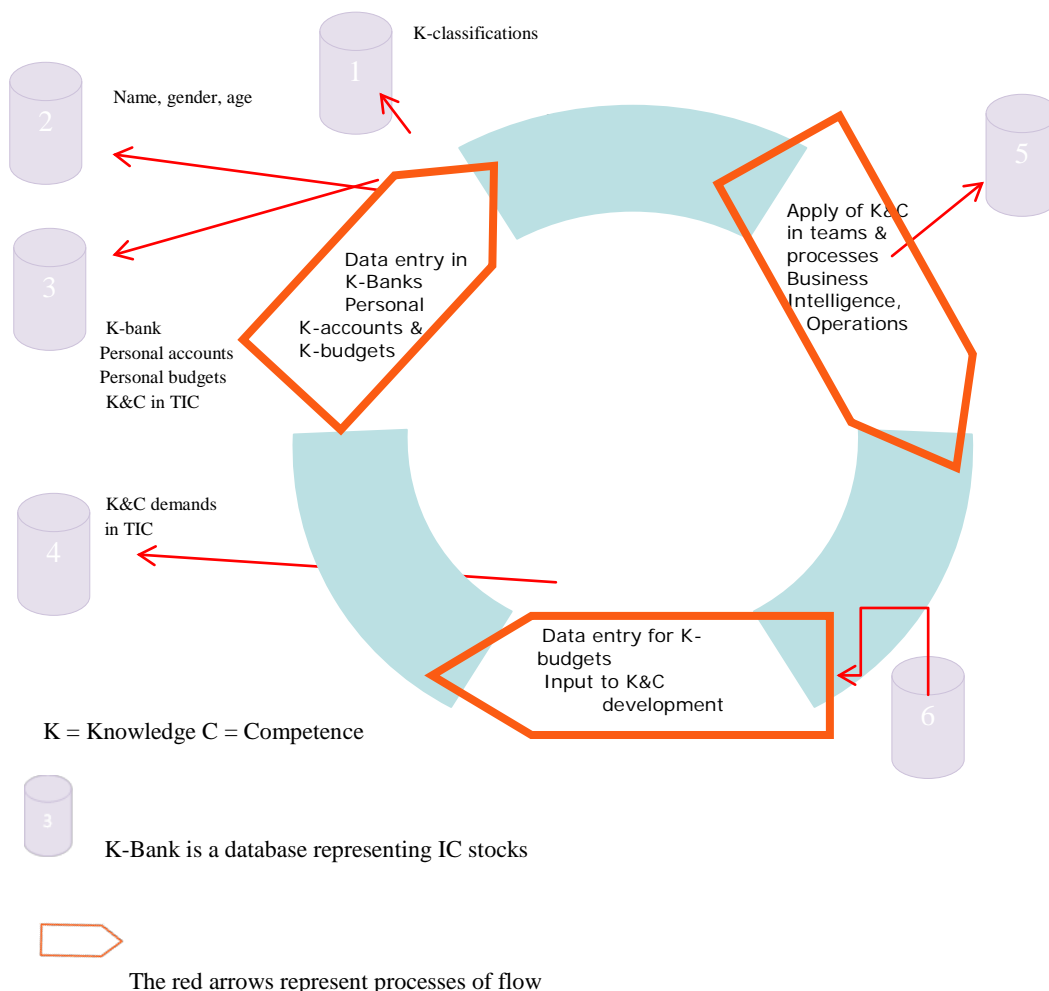 K-classifications
1
2
Name, gender, age
5
3
Data entry in
K-Banks
Personal
K-accounts &
K-budgets
Apply of K&C
in teams &
processes
Business
Intelligence,
Operations
K-bank
Personal accounts
Personal budgets
K&C in TIC
4
K&C demands
in TIC
Data entry for K-
budgets
Input to K&C
development
6
K = Knowledge C = Competence
3
K-Bank is a database representing IC stocks
The red arrows represent processes of flow